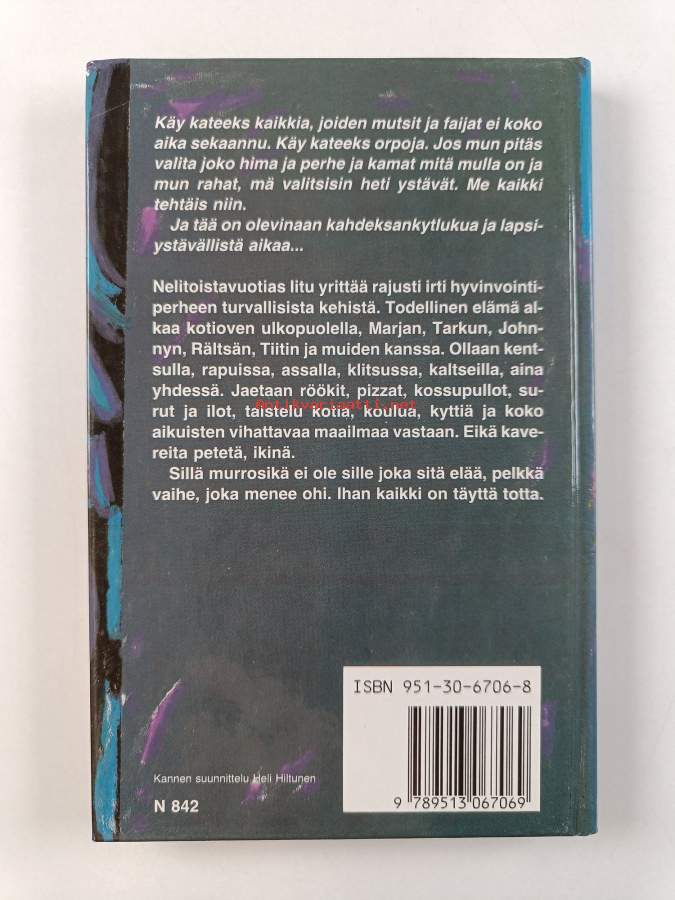 Käy kateeks kaikkia, joiden mutsit ja faijat ei koko
aika sekaannu. Käy kateeks orpoja. Jos mun pitäs
valita joko hima ja perhe ja kamat mitä mulla on ja
mun rahat, mä valitsisin heti ystävät. Me kaikki
tehtäis niin.
Ja tää on olevinaan kahdeksankytlukua ja lapsi-
ystävällistä aikaa...
Nelitoistavuotias Iitu yrittää rajusti irti hyvinvointi-
perheen turvallisista kehistä. Todellinen elämä al-
kaa kotioven ulkopuolella, Marjan, Tarkun, John-
nyn, Rältsän, Tiitin ja muiden kanssa. Ollaan kent-
sulla, rapuissa, assalla, klitsussa, kaltseilla, aina
yhdessä. Jaetaan röökit, pizzat, kossupullot, su-
rut ja ilot, taistelu kotia, koulua, kyttiä ja koko
Antikvariaatti.net
aikuisten vihattavaa maailmaa vastaan. Eikä kave-
reita petetä, ikinä.
Sillä murrosikä ei ole sille joka sitä elää, pelkkä
vaihe, joka menee ohi. Ihan kaikki on täyttä totta.
ISBN 951-30-6706-8
9 789513 067069
Kannen suunnittelu Heli Hiltunen
N 842